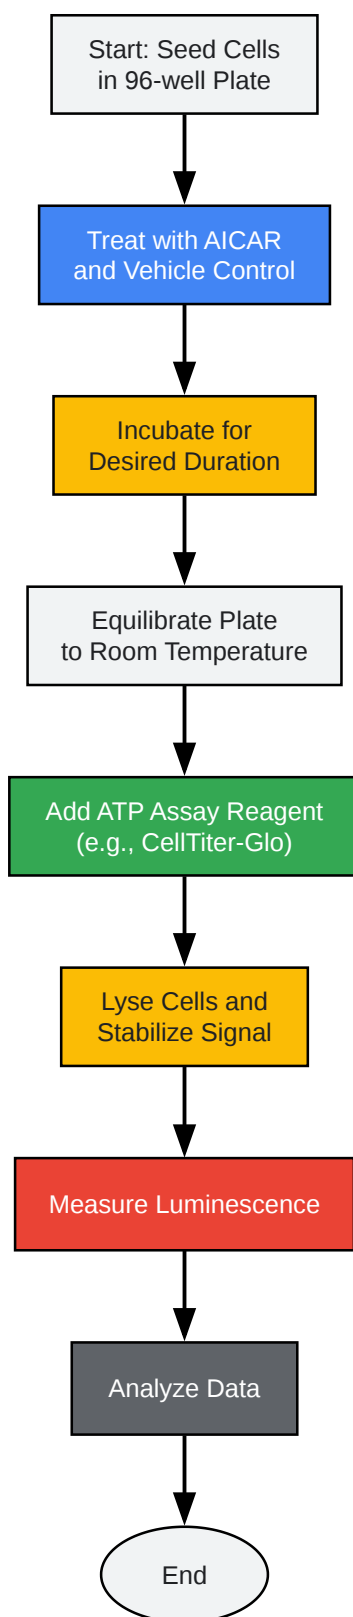 Start: Seed Cells
in 96-well Plate
Treat with AICAR
and Vehicle Control
Incubate for
Desired Duration
Equilibrate Plate
to Room Temperature
Add ATP Assay Reagent
(e.g., CellTiter-Glo)
Lyse Cells and
Stabilize Signal
Measure Luminescence
Analyze Data
End